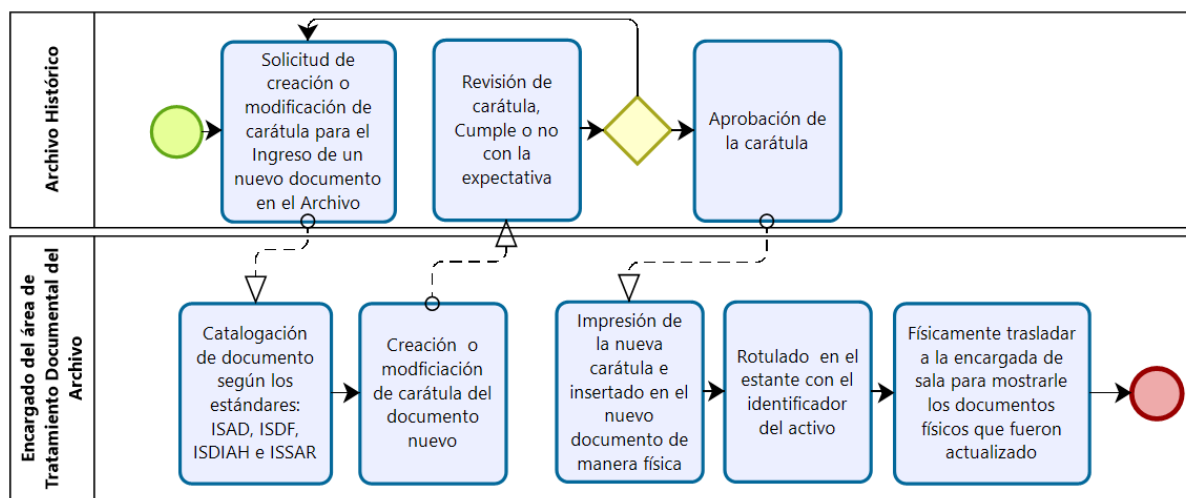 Archivo Histórico
Solicitud de
creación o
modificación de
carátula para el
Ingreso de un
nuevo documento
en el Archivo
Revisión de
carátula,
Cumple o no
con la
expectativa
Aprobación de
la carátula
Encargado del área de
Tratamiento Documental del
Archivo
Catalogación
de documento
según los
estándares:
ISAD, ISDF,
ISDIAH e ISSAR
Creación o
modficiación
de carátula del
documento
nuevo
Impresión de
la nueva
carátula e
insertado en el
nuevo
documento de
manera física
Rotulado en el
estante con el
identificador
del activo
Físicamente trasladar
a la encargada de
sala para mostrarle
los documentos
físicos que fueron
actualizado